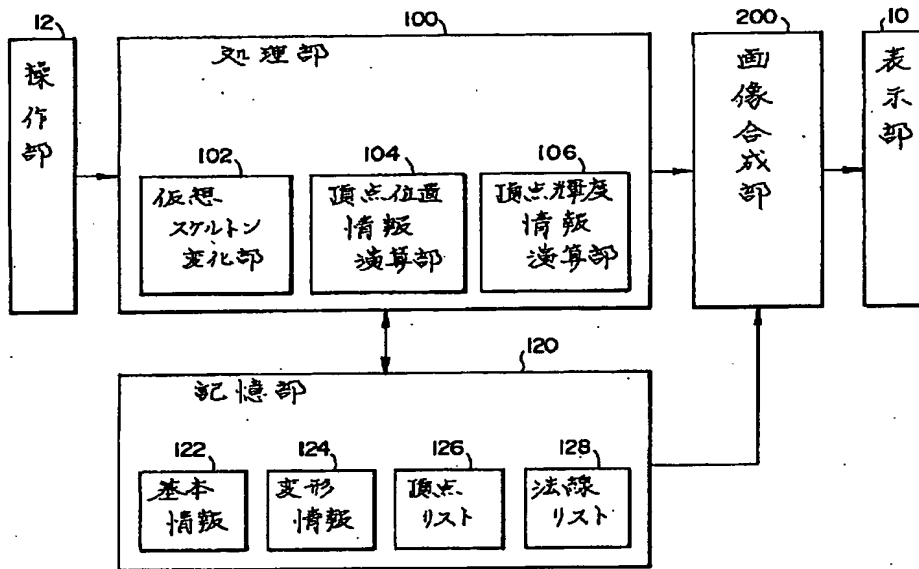 12
操作部
100
処理部
102
仮想
スケルトン
変化部
104
頂点位置
情報
演算部
106
頂点輝度
情報
演算部
200
画像合成部
10
表示部
120
記憶部
122
基本
情報
124
変形
情報
126
頂点
リスト
128
法線
リスト